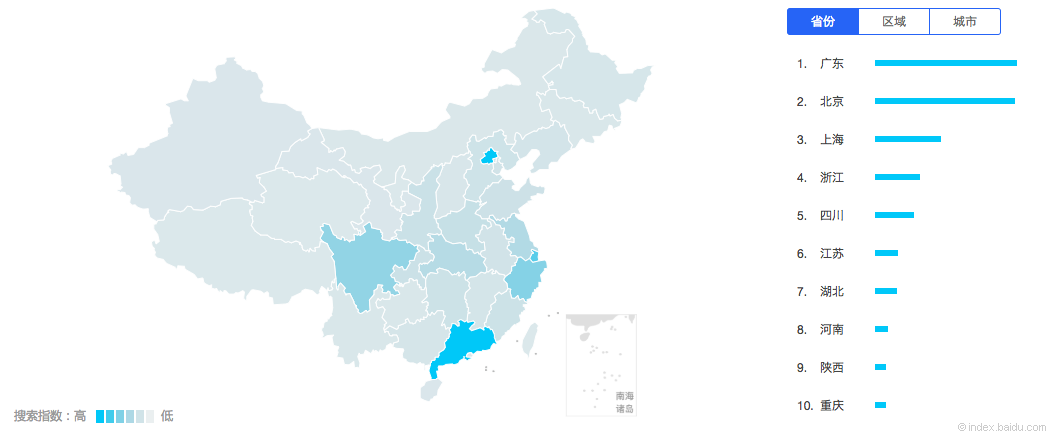 省份 区域 城市
1. 广东
2. 北京
3. 上海
4. 浙江
5. 四川
6. 江苏
7. 湖北
8. 河南
9. 陕西
10. 重庆
南海
诸岛
搜索指数：高 低
© index.baidu.com